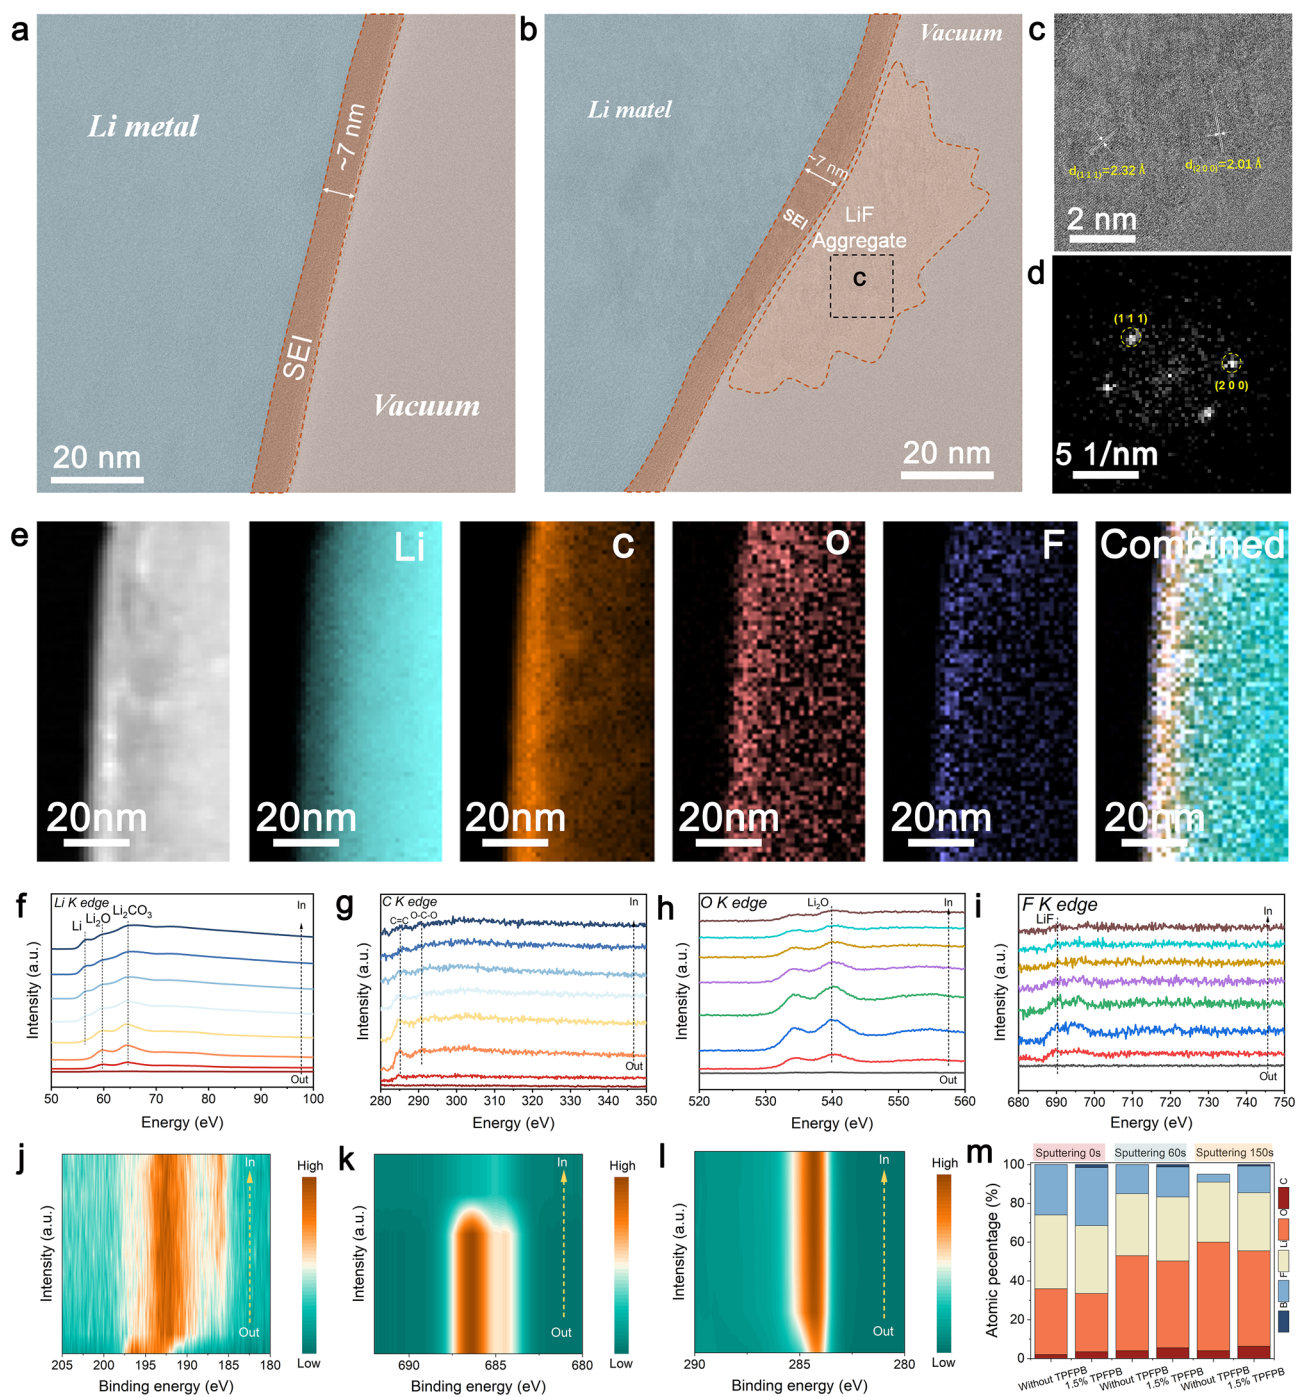 a
Li metal
~7 nm
SEI
Vacuum
20 nm
b
Vacuum
Li matel
~7 nm
SEI
LiF
Aggregate
C
20 nm
c
d(1 1 1)=2.32 Å
d(2 0 0)=2.01 Å
2 nm
d
(1 1 1)
(2 0 0)
5 1/nm
e
20nm
Li
20nm
C
20nm
O
20nm
F
20nm
Combined
20nm
f
Li K edge
Li
Li2O
Li2CO3
In
Out
Intensity (a.u.)
50 60 70 80 90 100
Energy (eV)
g
C K edge
C=C
O-C-O
In
Out
Intensity (a.u.)
280 290 300 310 320 330 340 350
Energy (eV)
h
O K edge
Li2O
In
Out
Intensity (a.u.)
520 530 540 550 560
Energy (eV)
i
F K edge
LiF
In
Out
Intensity (a.u.)
680 690 700 710 720 730 740 750
Energy (eV)
j
In
Out
Intensity (a.u.)
205 200 195 190 185 180
Binding energy (eV)
High
Low
k
In
Out
Intensity (a.u.)
690 685 680
Binding energy (eV)
High
Low
l
In
Out
Intensity (a.u.)
290 285 280
Binding energy (eV)
High
Low
m
Sputtering 0s Sputtering 60s Sputtering 150s
Atomic pecentage (%)
100
80
60
40
20
0
Without TPFPB
1.5% TPFPB
Without TPFPB
1.5% TPFPB
Without TPFPB
1.5% TPFPB
C
F
B